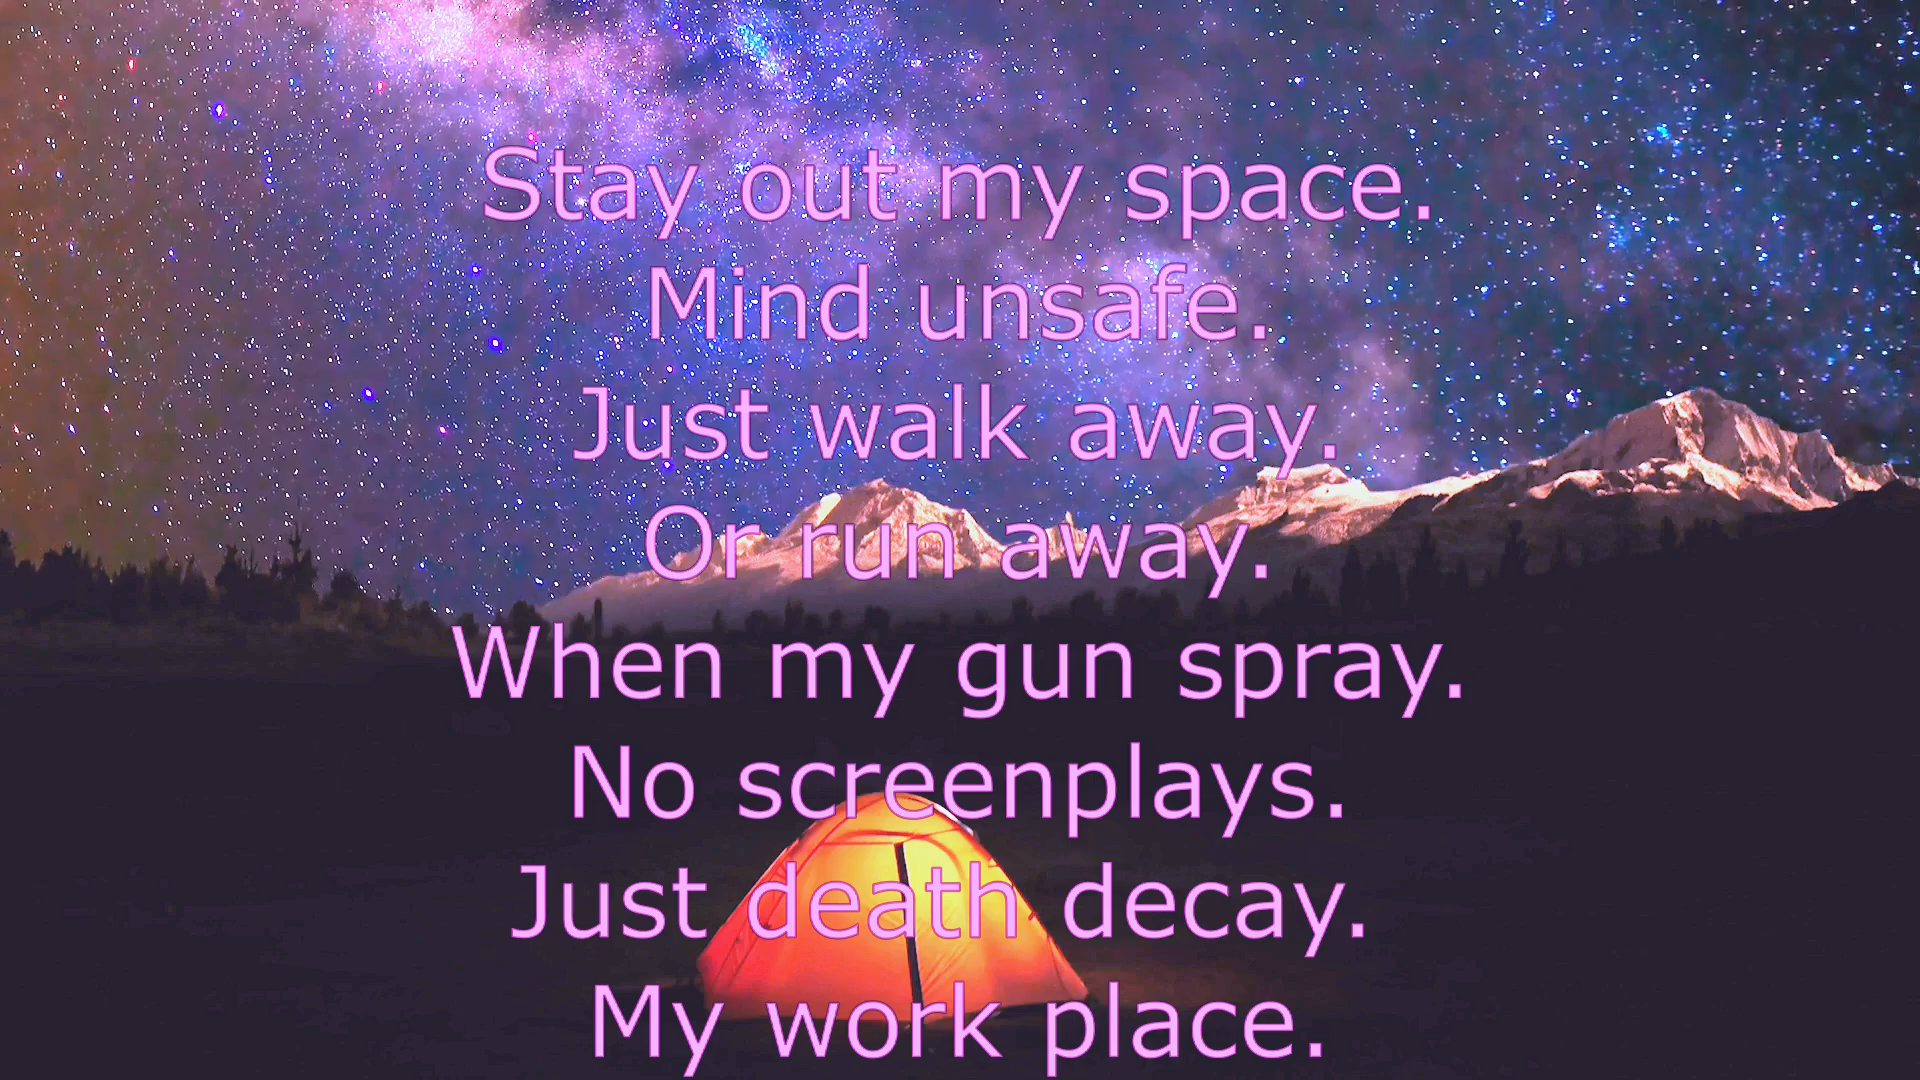 Stay out my space.
Mind unsafe.
Just walk away.
Or run away.
When my gun spray.
No screenplays.
Just death decay.
My work place.